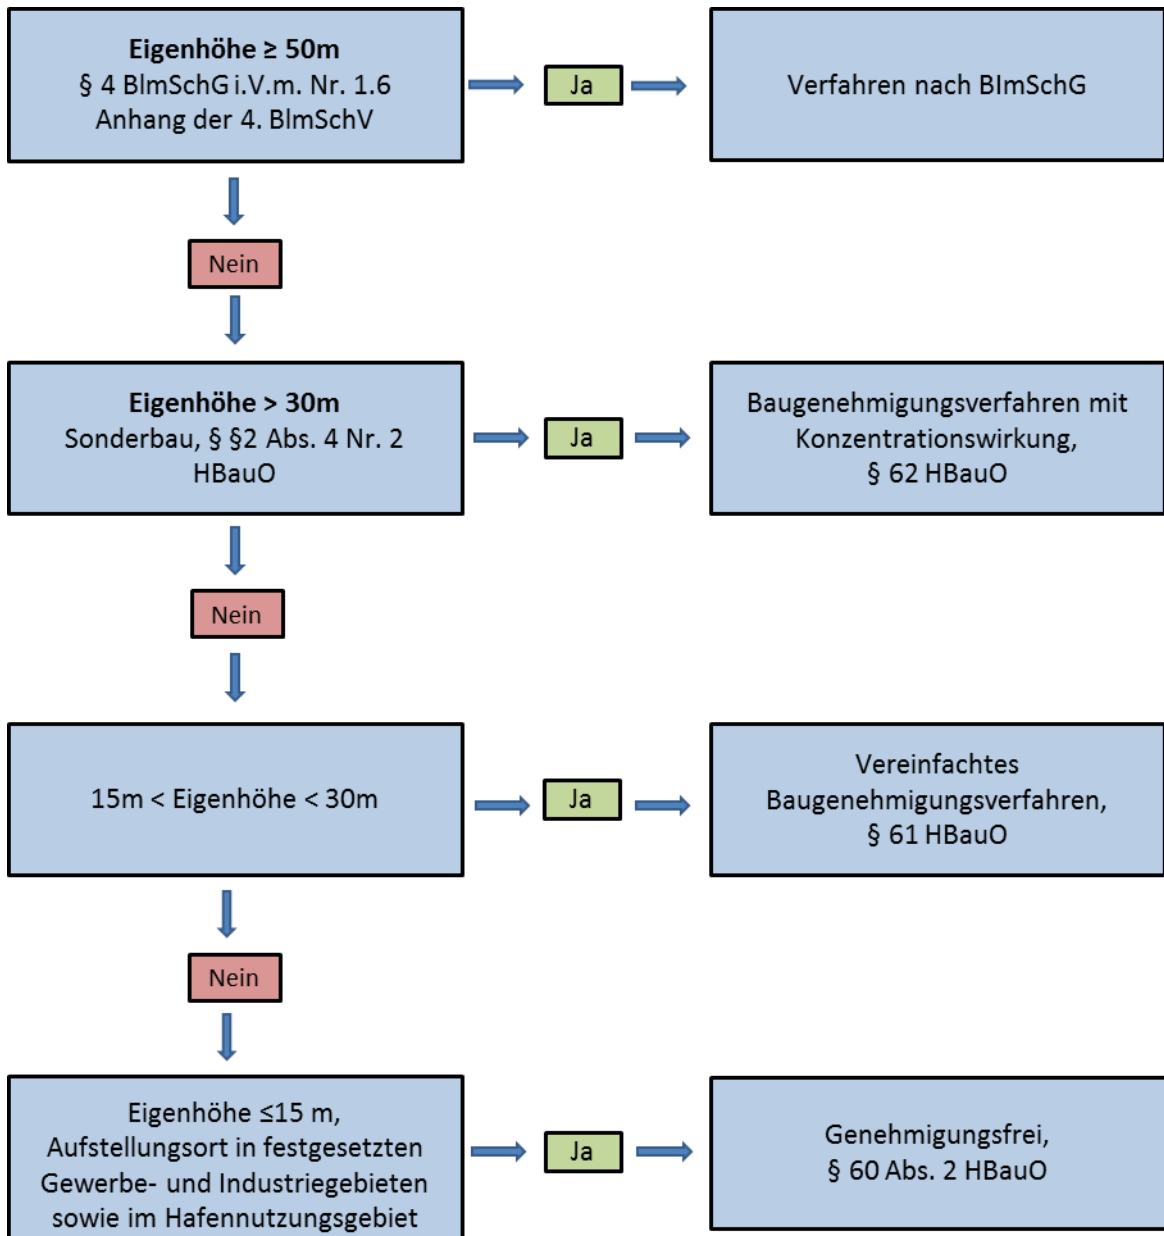 Eigenhöhe ≥ 50m
§ 4 BImSchG i.V.m. Nr. 1.6
Anhang der 4. BImSchV
Ja
Verfahren nach BImSchG
Nein
Eigenhöhe > 30m
Sonderbau, § §2 Abs. 4 Nr. 2
HBauO
Ja
Baugenehmigungsverfahren mit
Konzentrationswirkung,
§ 62 HBauO
Nein
15m < Eigenhöhe < 30m
Ja
Vereinfachtes
Baugenehmigungsverfahren,
§ 61 HBauO
Nein
Eigenhöhe ≤15 m,
Aufstellungsort in festgesetzten
Gewerbe- und Industriegebieten
sowie im Hafennutzungsgebiet
Ja
Genehmigungsfrei,
§ 60 Abs. 2 HBauO